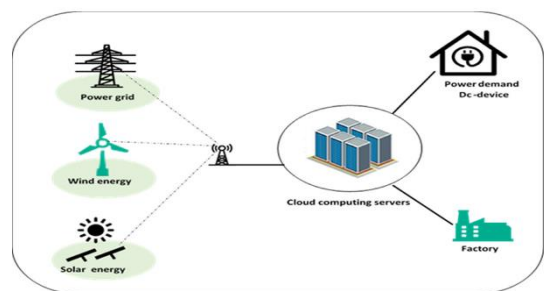 Power grid
Wind energy
Solar energy
Cloud computing servers
Power demand
Dc-device
Factory